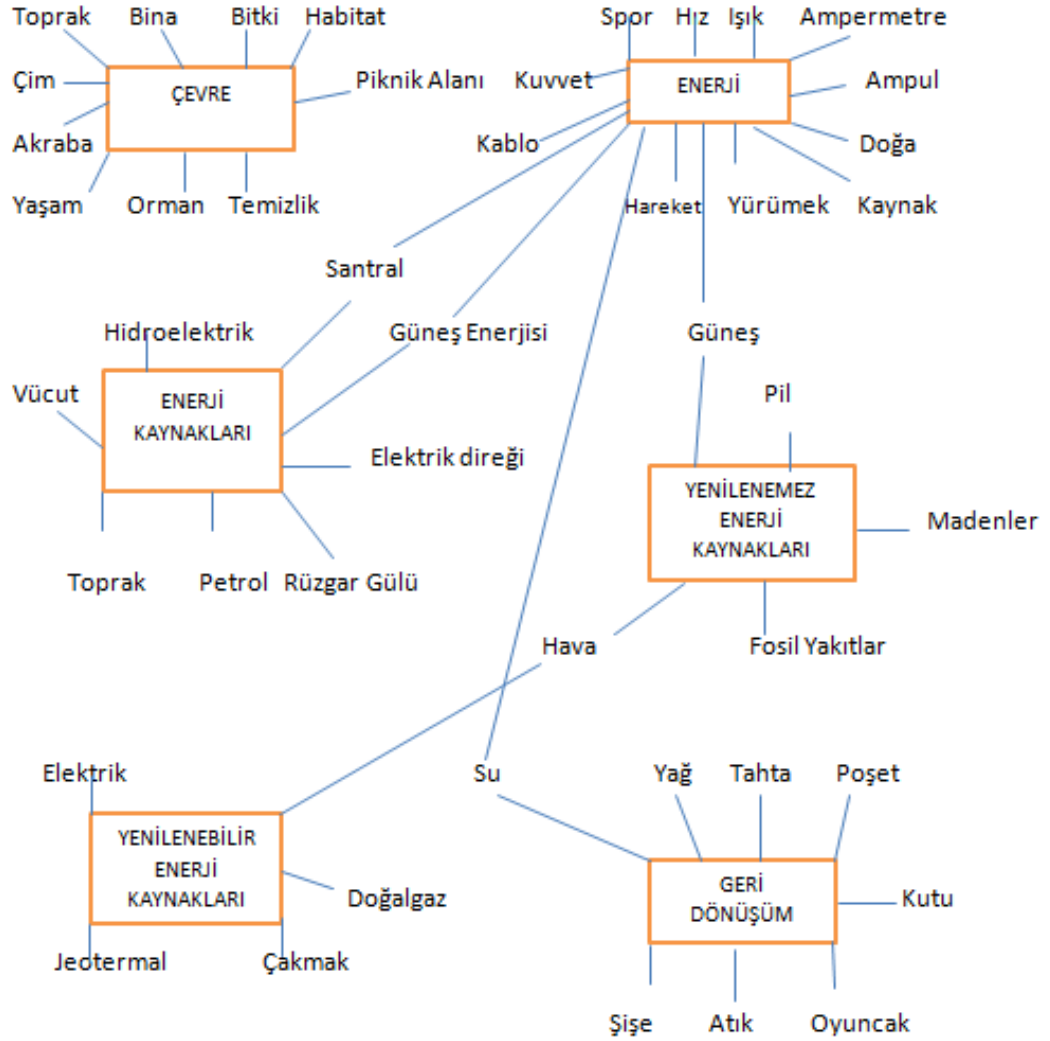 Toprak Bina Bitki Habitat
Spor Hız Işık Ampermetre
Çim ÇEVRE Piknik Alanı
Kuvvet ENERJİ Ampul
Akraba
Kablo Doğa
Yaşam Orman Temizlik
Hareket Yürümek Kaynak
Santral
Hidroelektrik Güneş Enerjisi Güneş
Vücut
ENERJİ
KAYNAKLARI
Pil
Elektrik direği
YENİLENEMEZ
ENERJİ
KAYNAKLARI
Madenler
Toprak Petrol Rüzgar Gülü
Hava Fosil Yakıtlar
Elektrik Su Yağ Tahta Poşet
YENİLENEBİLİR
ENERJİ
KAYNAKLARI
Doğalgaz
GERİ
DÖNÜŞÜM
Kutu
Jeotermal Çakmak
Şişe Atık Oyuncak